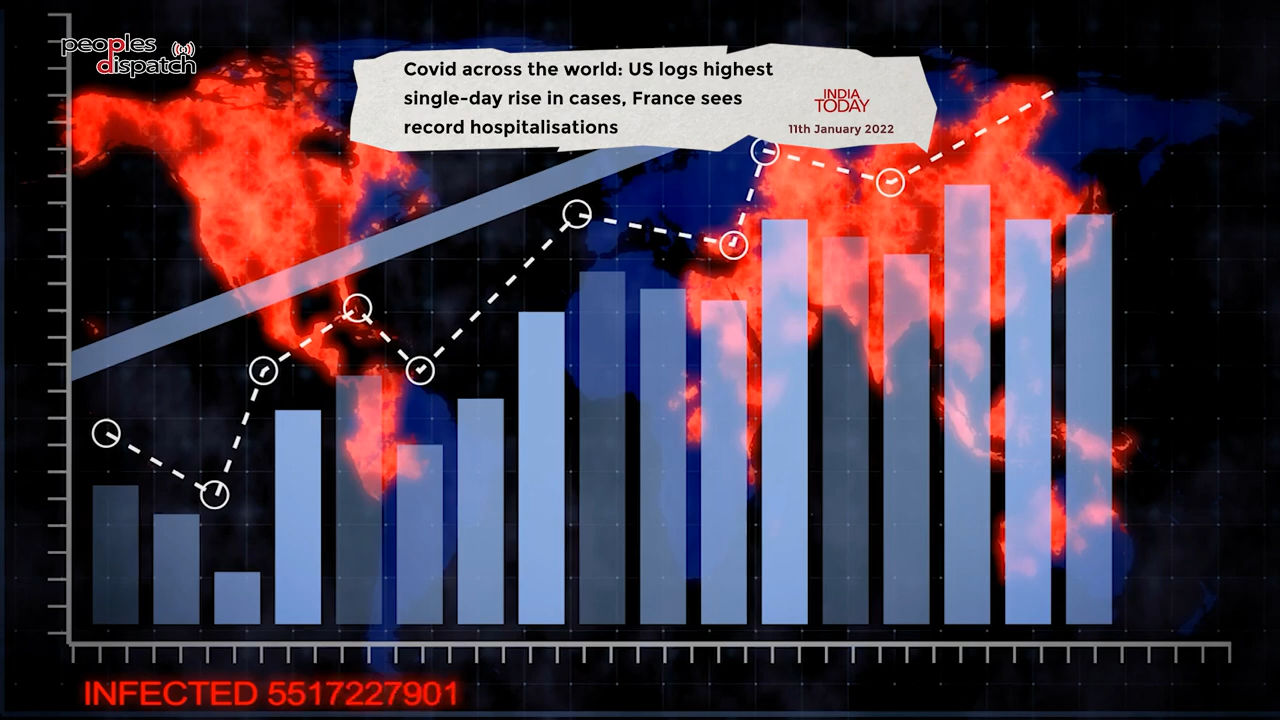 peoples
dispatch
Covid across the world: US logs highest
single-day rise in cases, France sees
record hospitalisations
INDIA
TODAY
11th January 2022
INFECTED 5517227901